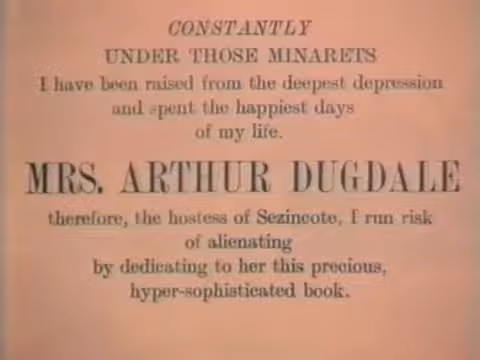 CONSTANTLY
UNDER THOSE MINARETS
I have been raised from the deepest depression
and spent the happiest days
of my life.
MRS. ARTHUR DUGDALE
therefore, the hostess of Sezincote, I run risk
of alienating
by dedicating to her this precious,
hyper-sophisticated book.